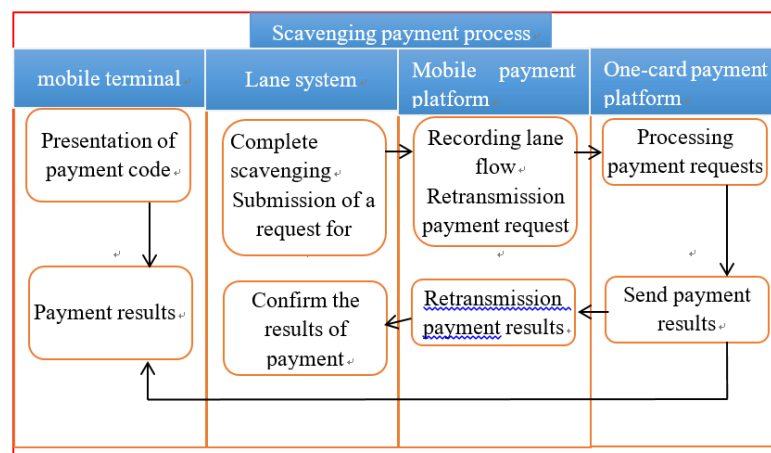 Scavenging payment process
mobile terminal
Lane system
Mobile payment
platform
One-card payment
platform
Presentation of
payment code
Complete
scavenging
Submission of a
request for
Recording lane
flow
Retransmission
payment request
Processing
payment requests
Payment results
Confirm the
results of
payment
Retransmission
payment results
Send payment
results